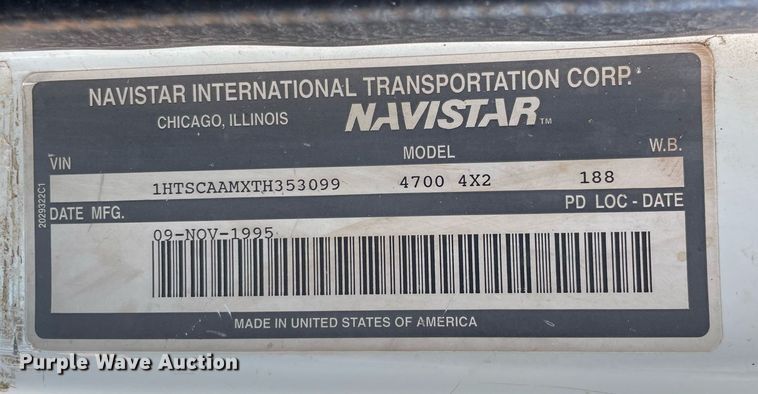 NAVISTAR INTERNATIONAL TRANSPORTATION CORP.
CHICAGO, ILLINOIS NAVISTAR TM
VIN MODEL W.B.
1HTSCAAMXTH353099 4700 4X2 188
DATE MFG. PD LOC - DATE
09-NOV-1995
MADE IN UNITED STATES OF AMERICA
2029322C1
Purple Wave Auction